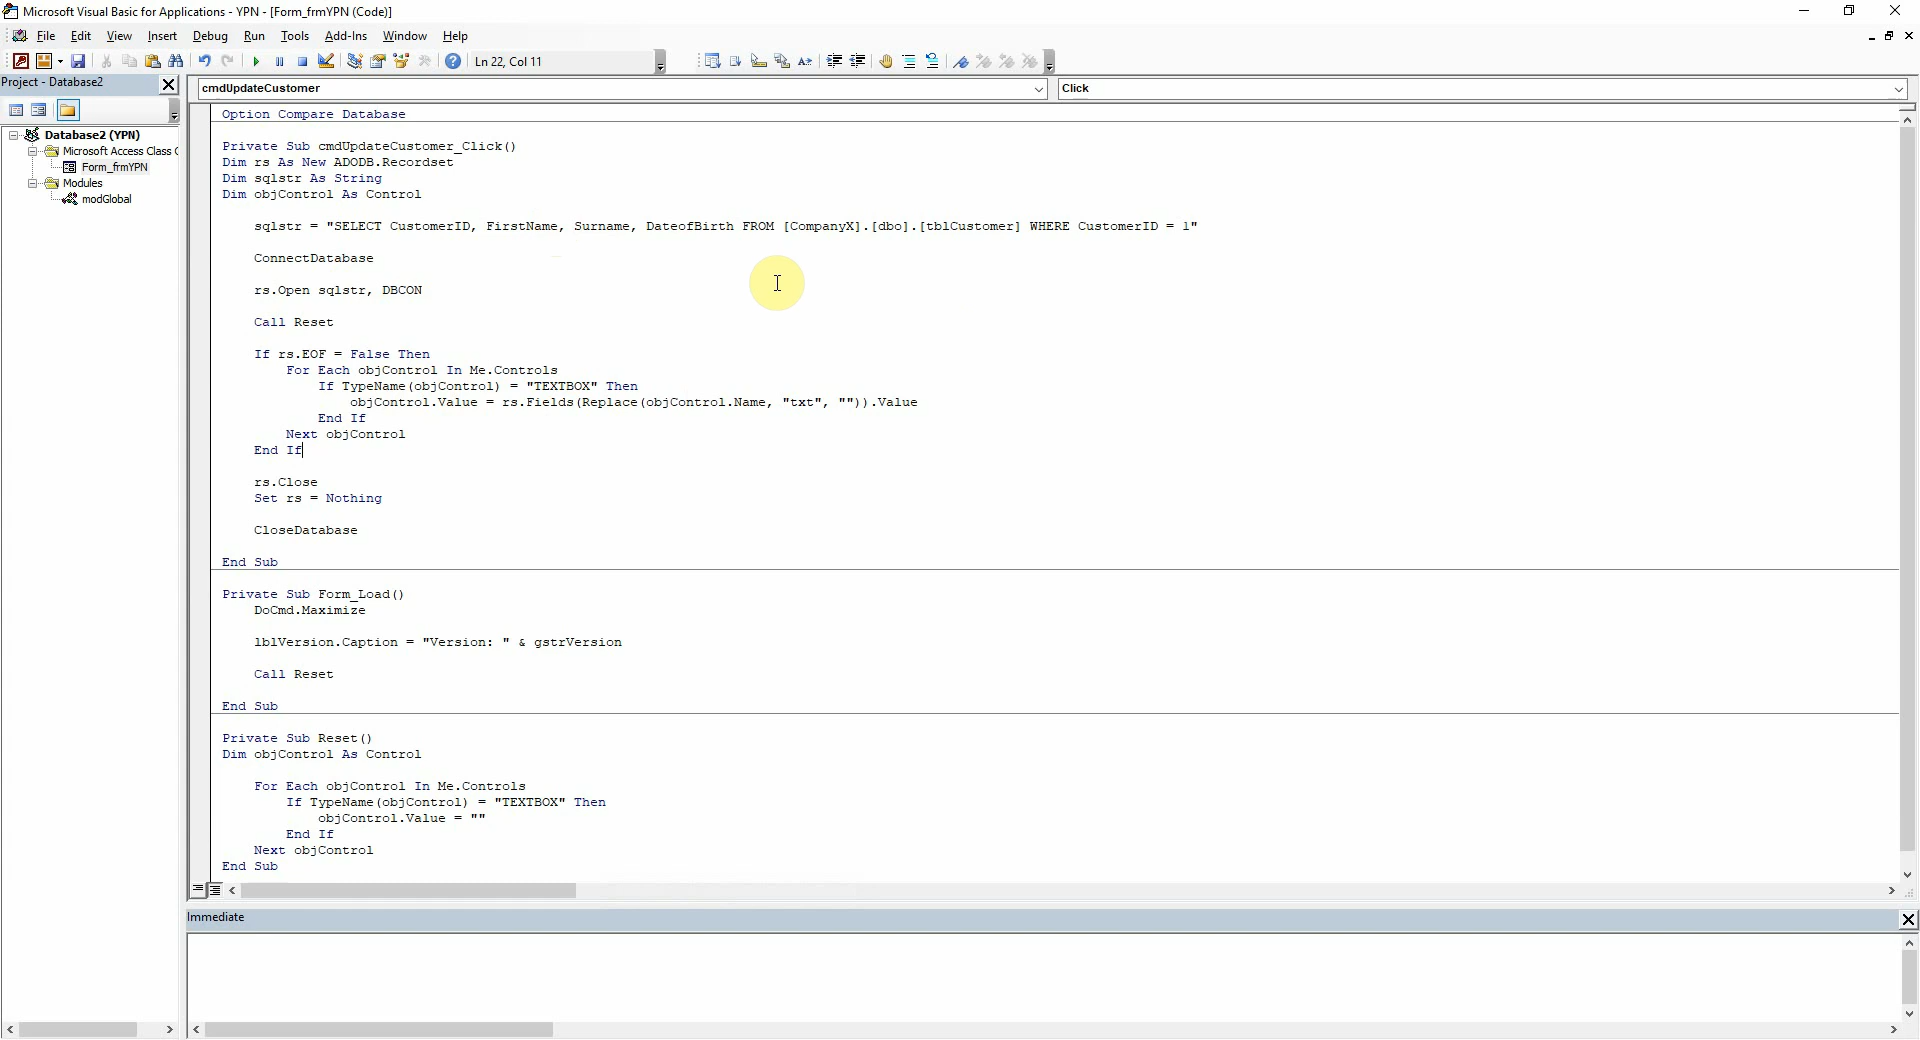 Microsoft Visual Basic for Applications - YPN - [Form_frmYPN (Code)]
File Edit View Insert Debug Run Tools Add-Ins Window Help
Ln 22, Col 11
Project - Database2
cmdUpdateCustomer
Click
Database2 (YPN)
Microsoft Access Class
Form_frmYPN
Modules
modGlobal
Option Compare Database
Private Sub cmdUpdateCustomer_Click()
Dim rs As New ADODB.Recordset
Dim sqlstr As String
Dim objControl As Control
sqlstr = "SELECT CustomerID, FirstName, Surname, DateofBirth FROM [CompanyX].[dbo].[tblCustomer] WHERE CustomerID = 1"
ConnectDatabase
rs.Open sqlstr, DBCON
Call Reset
If rs.EOF = False Then
For Each objControl In Me.Controls
If TypeName(objControl) = "TEXTBOX" Then
objControl.Value = rs.Fields(Replace(objControl.Name, "txt", "")).Value
End If
Next objControl
End If
rs.Close
Set rs = Nothing
CloseDatabase
End Sub
Private Sub Form_Load()
DoCmd.Maximize
lblVersion.Caption = "Version: " & gstrVersion
Call Reset
End Sub
Private Sub Reset()
Dim objControl As Control
For Each objControl In Me.Controls
If TypeName(objControl) = "TEXTBOX" Then
objControl.Value = ""
End If
Next objControl
End Sub
Immediate